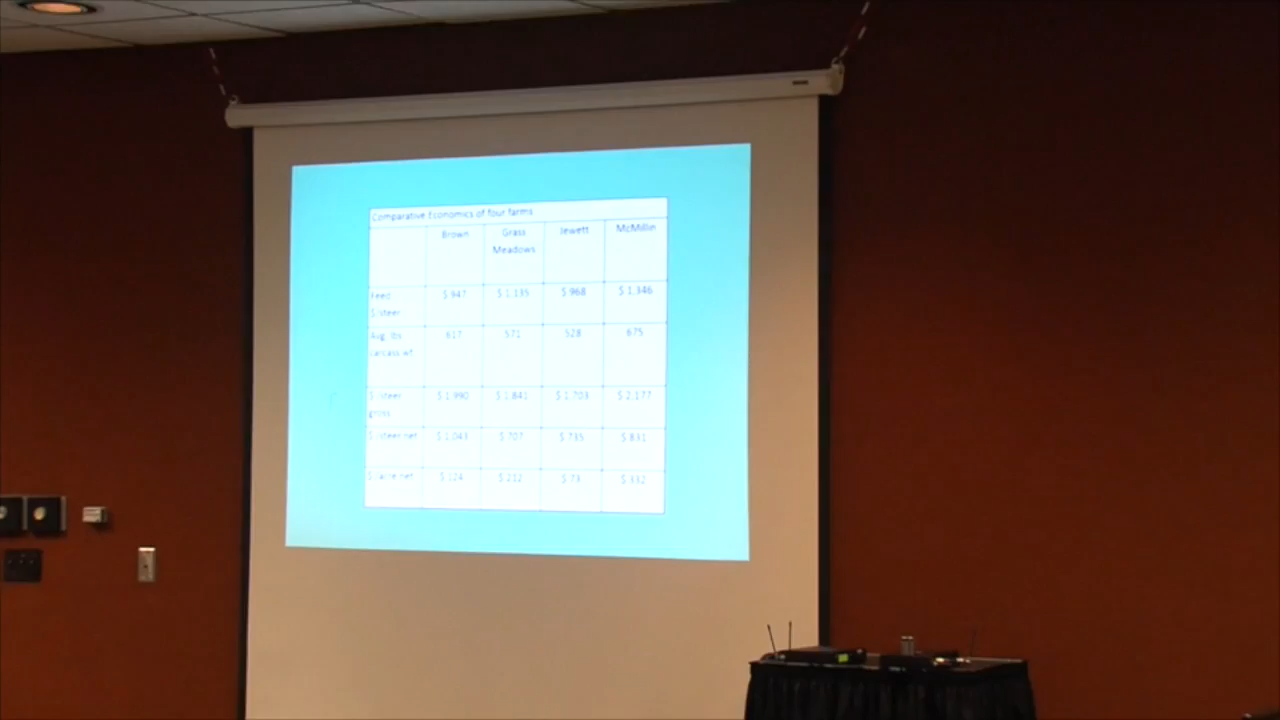 Comparative Economics of four farms
Brown Grass Meadows Jewett McMillin
Feed $/steer $ 947 $ 1,135 $ 968 $ 1,346
Avg. lbs carcass wt. 617 571 528 675
$ /steer gross $ 1,990 $ 1,841 $ 1,703 $ 2,177
$ /steer net $ 1,043 $ 707 $ 735 $ 831
$ /acre net $ 124 $ 212 $ 73 $ 332